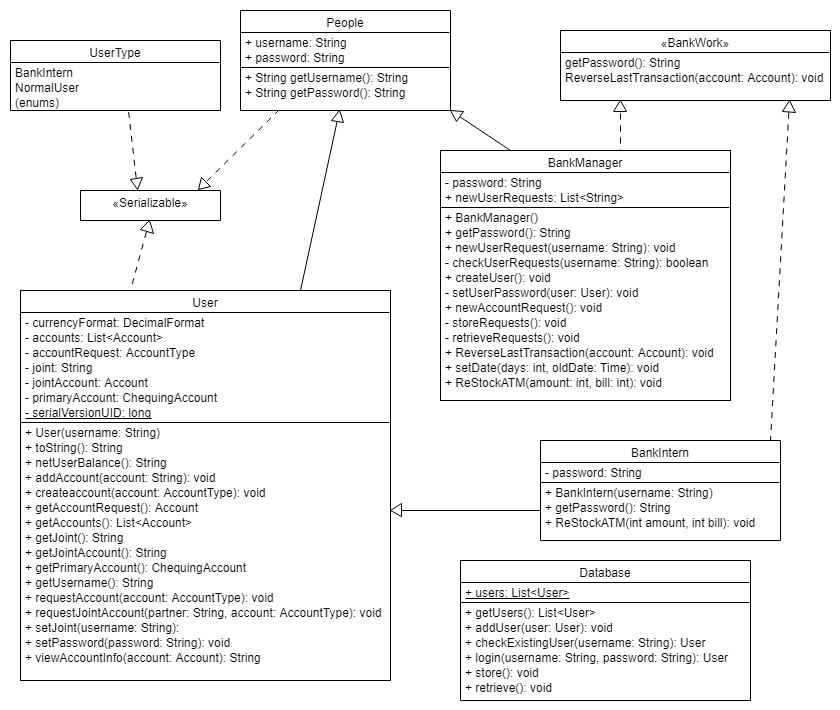 People
+ username: String
+ password: String
+ String getUsername(): String
+ String getPassword(): String
UserType
BankIntern
NormalUser
(enums)
«BankWork»
getPassword(): String
ReverseLastTransaction(account: Account): void
«Serializable»
BankManager
- password: String
+ newUserRequests: List<String>
+ BankManager()
+ getPassword(): String
+ newUserRequest(username: String): void
- checkUserRequests(username: String): boolean
+ createUser(): void
- setUserPassword(user: User): void
+ newAccountRequest(): void
- storeRequests(): void
- retrieveRequests(): void
+ ReverseLastTransaction(account: Account): void
+ setDate(days: int, oldDate: Time): void
+ ReStockATM(amount: int, bill: int): void
User
- currencyFormat: DecimalFormat
- accounts: List<Account>
- accountRequest: AccountType
- joint: String
- jointAccount: Account
- primaryAccount: ChequingAccount
- serialVersionUID: long
+ User(username: String)
+ toString(): String
+ netUserBalance(): String
+ addAccount(account: String): void
+ createaccount(account: AccountType): void
+ getAccountRequest(): Account
+ getAccounts(): List<Account>
+ getJoint(): String
+ getJointAccount(): String
+ getPrimaryAccount(): ChequingAccount
+ getUsername(): String
+ requestAccount(account: AccountType): void
+ requestJointAccount(partner: String, account: AccountType): void
+ setJoint(username: String):
+ setPassword(password: String): void
+ viewAccountInfo(account: Account): String
BankIntern
- password: String
+ BankIntern(username: String)
+ getPassword(): String
+ ReStockATM(int amount, int bill): void
Database
+ users: List<User>
+ getUsers(): List<User>
+ addUser(user: User): void
+ checkExistingUser(username: String): User
+ login(username: String, password: String): User
+ store(): void
+ retrieve(): void